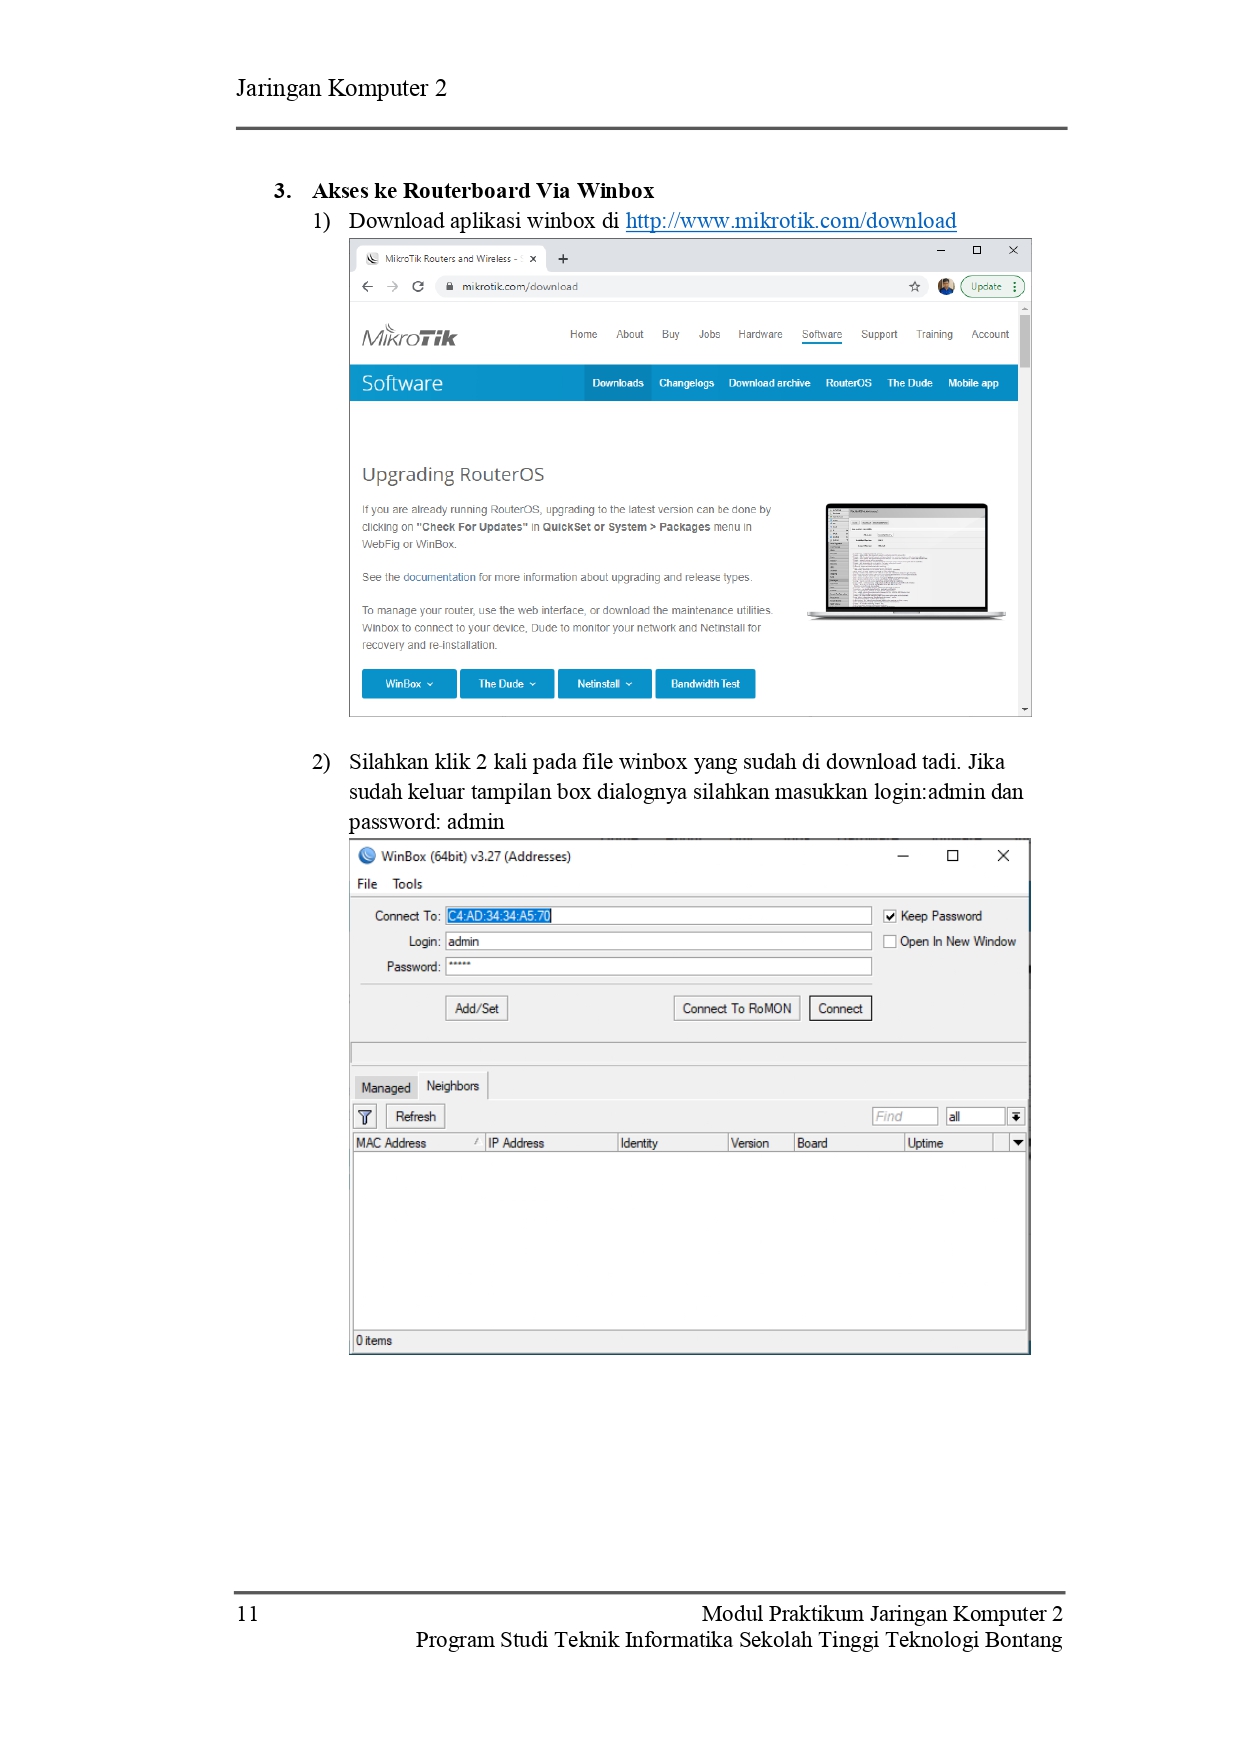 Jaringan Komputer 2
3. Akses ke Routerboard Via Winbox
1) Download aplikasi winbox di http://www.mikrotik.com/download
MikroTik Routers and Wireless -
mikrotik.com/download
Update
MikroTik
Home About Buy Jobs Hardware Software Support Training Account
Software
Downloads Changelogs Download archive RouterOS The Dude Mobile app
Upgrading RouterOS
If you are already running RouterOS, upgrading to the latest version can be done by
clicking on "Check For Updates" in QuickSet or System > Packages menu in
WebFig or WinBox.
See the documentation for more information about upgrading and release types.
To manage your router, use the web interface, or download the maintenance utilities.
Winbox to connect to your device, Dude to monitor your network and Netinstall for
recovery and re-installation.
WinBox The Dude Netinstall Bandwidth Test
2) Silahkan klik 2 kali pada file winbox yang sudah di download tadi. Jika
sudah keluar tampilan box dialognya silahkan masukkan login:admin dan
password: admin
WinBox (64bit) v3.27 (Addresses)
File Tools
Connect To: C4:AD:34:34:A5:70
Keep Password
Login: admin
Open In New Window
Password: *****
Add/Set Connect To RoMON Connect
Managed Neighbors
Refresh Find all
MAC Address IP Address Identity Version Board Uptime
0 items
11 Modul Praktikum Jaringan Komputer 2
Program Studi Teknik Informatika Sekolah Tinggi Teknologi Bontang